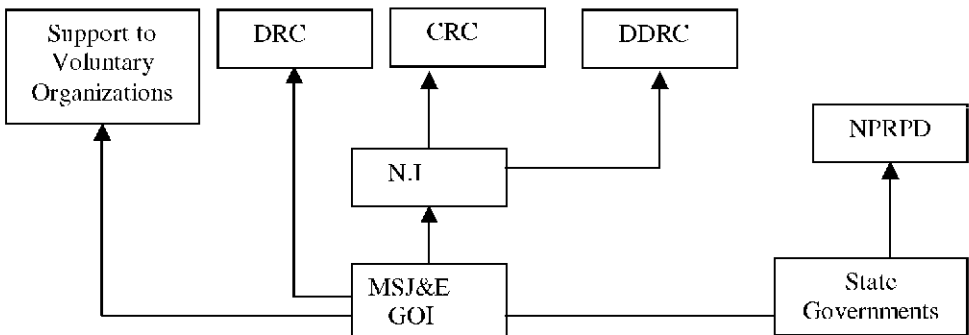 Support to
Voluntary
Organizations
DRC
CRC
DDRC
NPRPD
N.I
MSJ&E
GOI
State
Governments